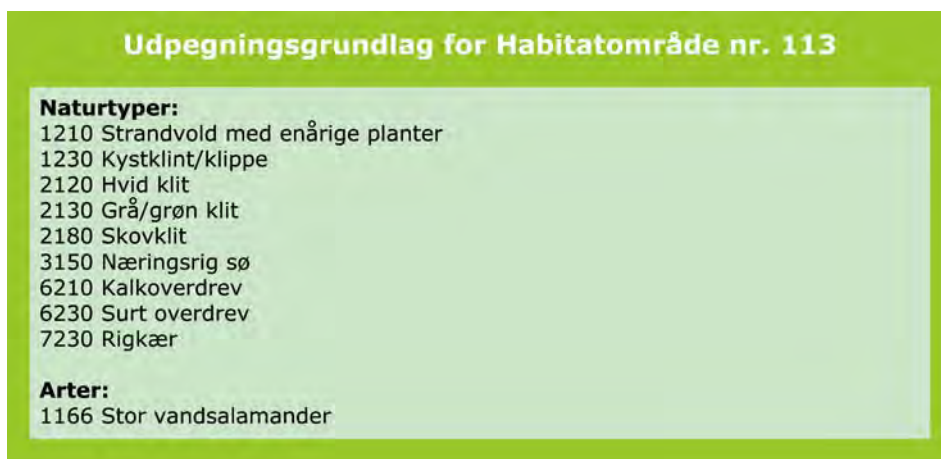 Udpegningsgrundlag for Habitatområde nr. 113
Naturtyper:
1210 Strandvold med enårige planter
1230 Kystklint/klippe
2120 Hvid klit
2130 Grå/grøn klit
2180 Skovklit
3150 Næringsrig sø
6210 Kalkoverdrev
6230 Surt overdrev
7230 Rigkær
Arter:
1166 Stor vandsalamander